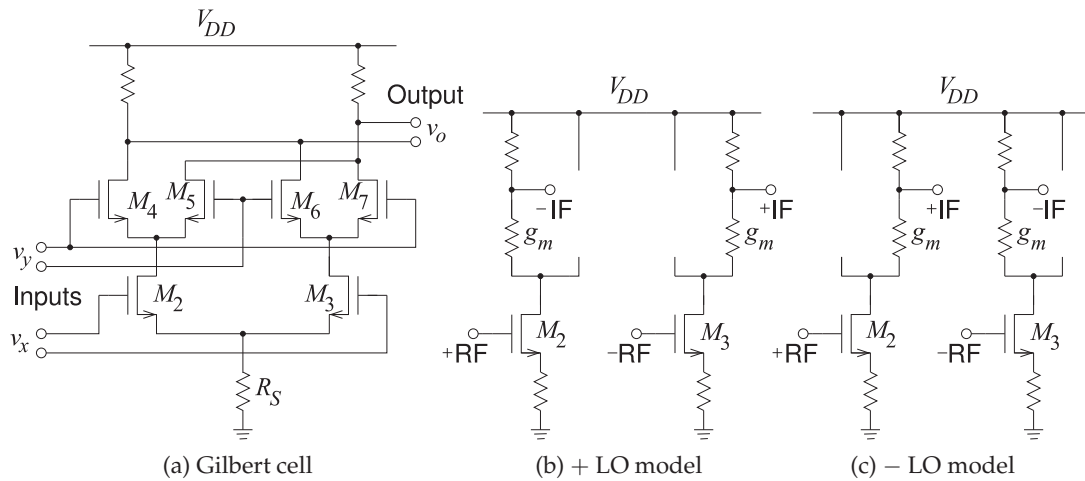 V_DD
Output
v_o
M_4
M_5
M_6
M_7
v_y
Inputs
M_2
M_3
v_x
R_S
(a) Gilbert cell
V_DD
−IF
+IF
g_m
g_m
M_2
M_3
+RF
−RF
(b) + LO model
V_DD
+IF
−IF
g_m
g_m
M_2
M_3
+RF
−RF
(c) − LO model